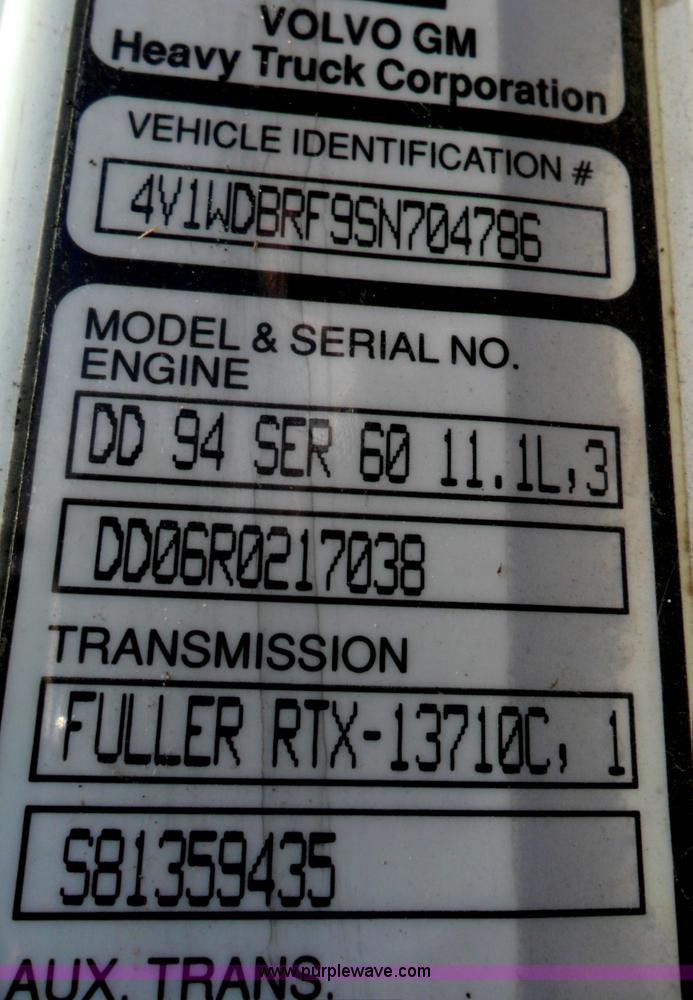 VOLVO GM
Heavy Truck Corporation
VEHICLE IDENTIFICATION #
4V1WDBRF9SN704786
MODEL & SERIAL NO.
ENGINE
DD 94 SER 60 11.1L,3
DD06R0217038
TRANSMISSION
FULLER RTX-13710C, 1
S81359435
AUX. TRANS.
www.purplewave.com